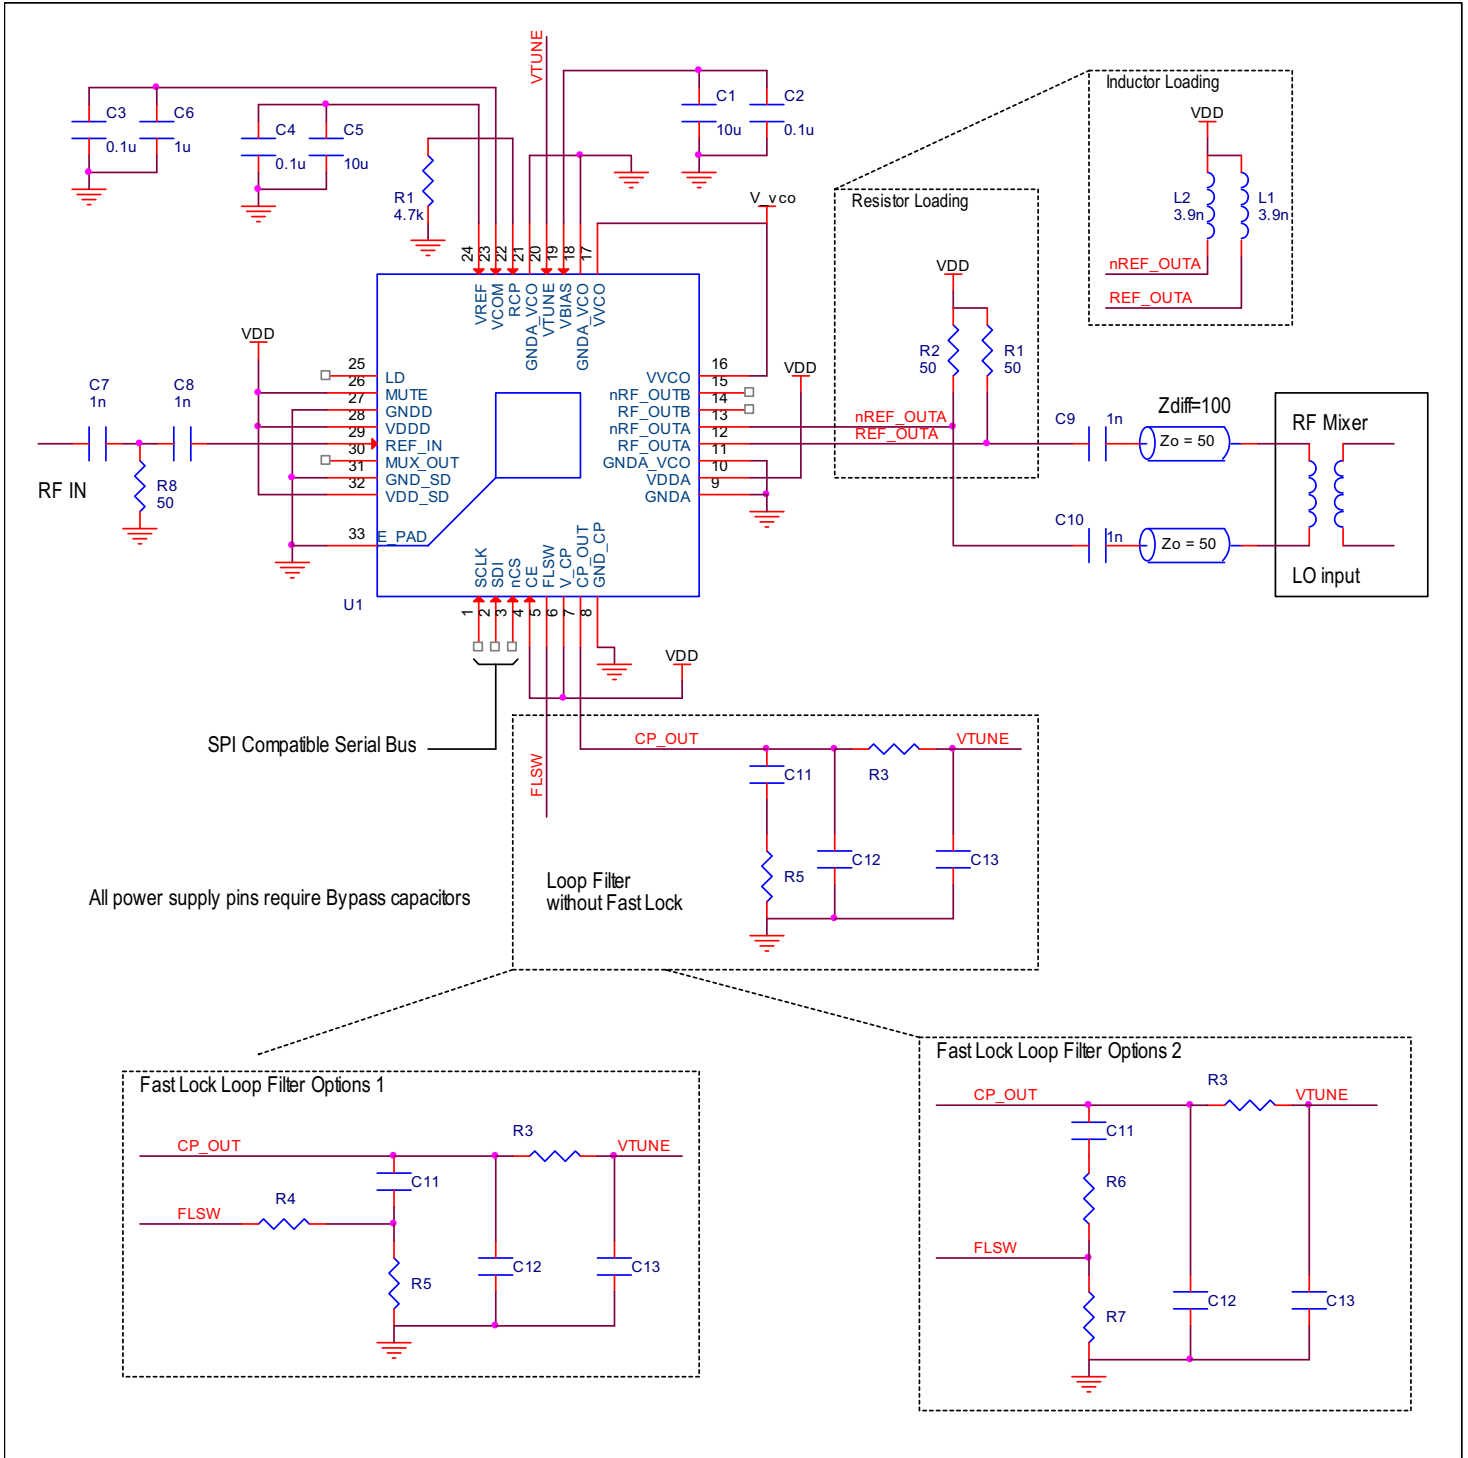 VTUNE
Inductor Loading
VDD
C3
0.1u
C6
1u
C4
0.1u
C5
10u
C1
10u
C2
0.1u
R1
4.7k
V_vco
L2
3.9n
L1
3.9n
nREF_OUTA
REF_OUTA
Resistor Loading
VDD
R2
50
R1
50
24
23
22
21
20
19
18
17
VREF
VCOM
RCP
GNDA_VCO
VTUNE
VBIAS
GNDA_VCO
VVCO
VDD
25
LD
26
MUTE
27
GNDD
28
VDDD
29
REF_IN
30
MUX_OUT
31
GND_SD
32
VDD_SD
33
E_PAD
16
VVCO
15
nRF_OUTB
14
RF_OUTB
13
nRF_OUTA
12
RF_OUTA
11
GNDA_VCO
10
VDDA
9
GNDA
VDD
nREF_OUTA
REF_OUTA
C7
1n
C8
1n
RF IN
R8
50
C9
1n
Zdiff=100
Zo = 50
RF Mixer
C10
1n
Zo = 50
LO input
SCLK
SDI
nCS
CE
FLSW
V_CP
CP_OUT
GND_CP
1
2
3
4
5
6
7
8
U1
VDD
SPI Compatible Serial Bus
FLSW
CP_OUT
VTUNE
C11
R3
R5
C12
C13
Loop Filter
without Fast Lock
All power supply pins require Bypass capacitors
Fast Lock Loop Filter Options 1
CP_OUT
R3
VTUNE
C11
FLSW
R4
R5
C12
C13
Fast Lock Loop Filter Options 2
CP_OUT
R3
VTUNE
C11
R6
FLSW
R7
C12
C13